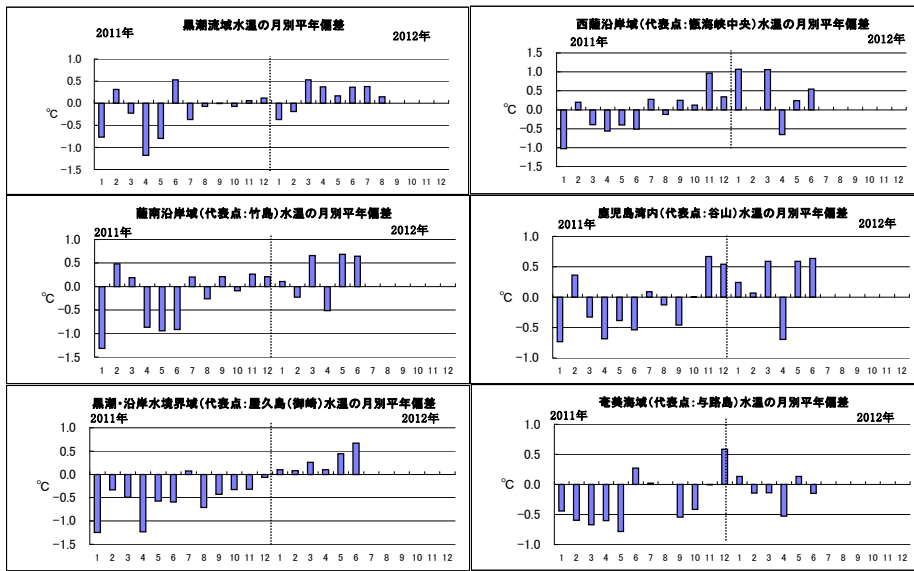 黒潮流域水温の月別平年偏差
2011年
2012年
1.0
0.5
0.0
−0.5
−1.0
−1.5
℃
1 2 3 4 5 6 7 8 9 10 11 12 1 2 3 4 5 6 7 8 9 10 11 12
西薩沿岸域(代表点:甑海峡中央)水温の月別平年偏差
2011年
2012年
1.5
1.0
0.5
0.0
−0.5
−1.0
−1.5
℃
1 2 3 4 5 6 7 8 9 10 11 12 1 2 3 4 5 6 7 8 9 10 11 12
薩南沿岸域(代表点:竹島)水温の月別平年偏差
2011年
2012年
1.0
0.5
0.0
−0.5
−1.0
−1.5
℃
1 2 3 4 5 6 7 8 9 10 11 12 1 2 3 4 5 6 7 8 9 10 11 12
鹿児島湾内(代表点:谷山)水温の月別平年偏差
2011年
2012年
1.0
0.5
0.0
−0.5
−1.0
℃
1 2 3 4 5 6 7 8 9 10 11 12 1 2 3 4 5 6 7 8 9 10 11 12
黒潮・沿岸水境界域(代表点:屋久島(御崎)水温の月別平年偏差
2011年
2012年
1.0
0.5
0.0
−0.5
−1.0
−1.5
℃
1 2 3 4 5 6 7 8 9 10 11 12 1 2 3 4 5 6 7 8 9 10 11 12
奄美海域(代表点:与路島)水温の月別平年偏差
2011年
2012年
1.0
0.5
0.0
−0.5
−1.0
℃
1 2 3 4 5 6 7 8 9 10 11 12 1 2 3 4 5 6 7 8 9 10 11 12